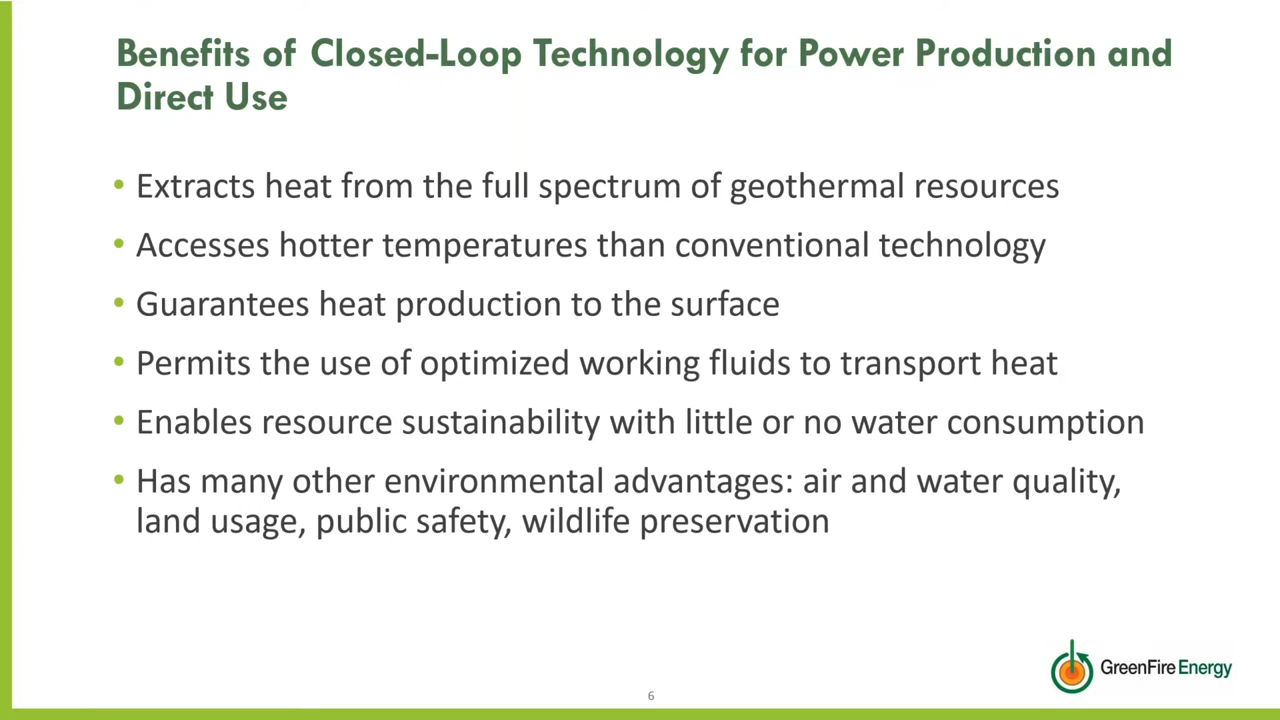 Benefits of Closed-Loop Technology for Power Production and
Direct Use
• Extracts heat from the full spectrum of geothermal resources
• Accesses hotter temperatures than conventional technology
• Guarantees heat production to the surface
• Permits the use of optimized working fluids to transport heat
• Enables resource sustainability with little or no water consumption
• Has many other environmental advantages: air and water quality,
land usage, public safety, wildlife preservation
GreenFire Energy
6